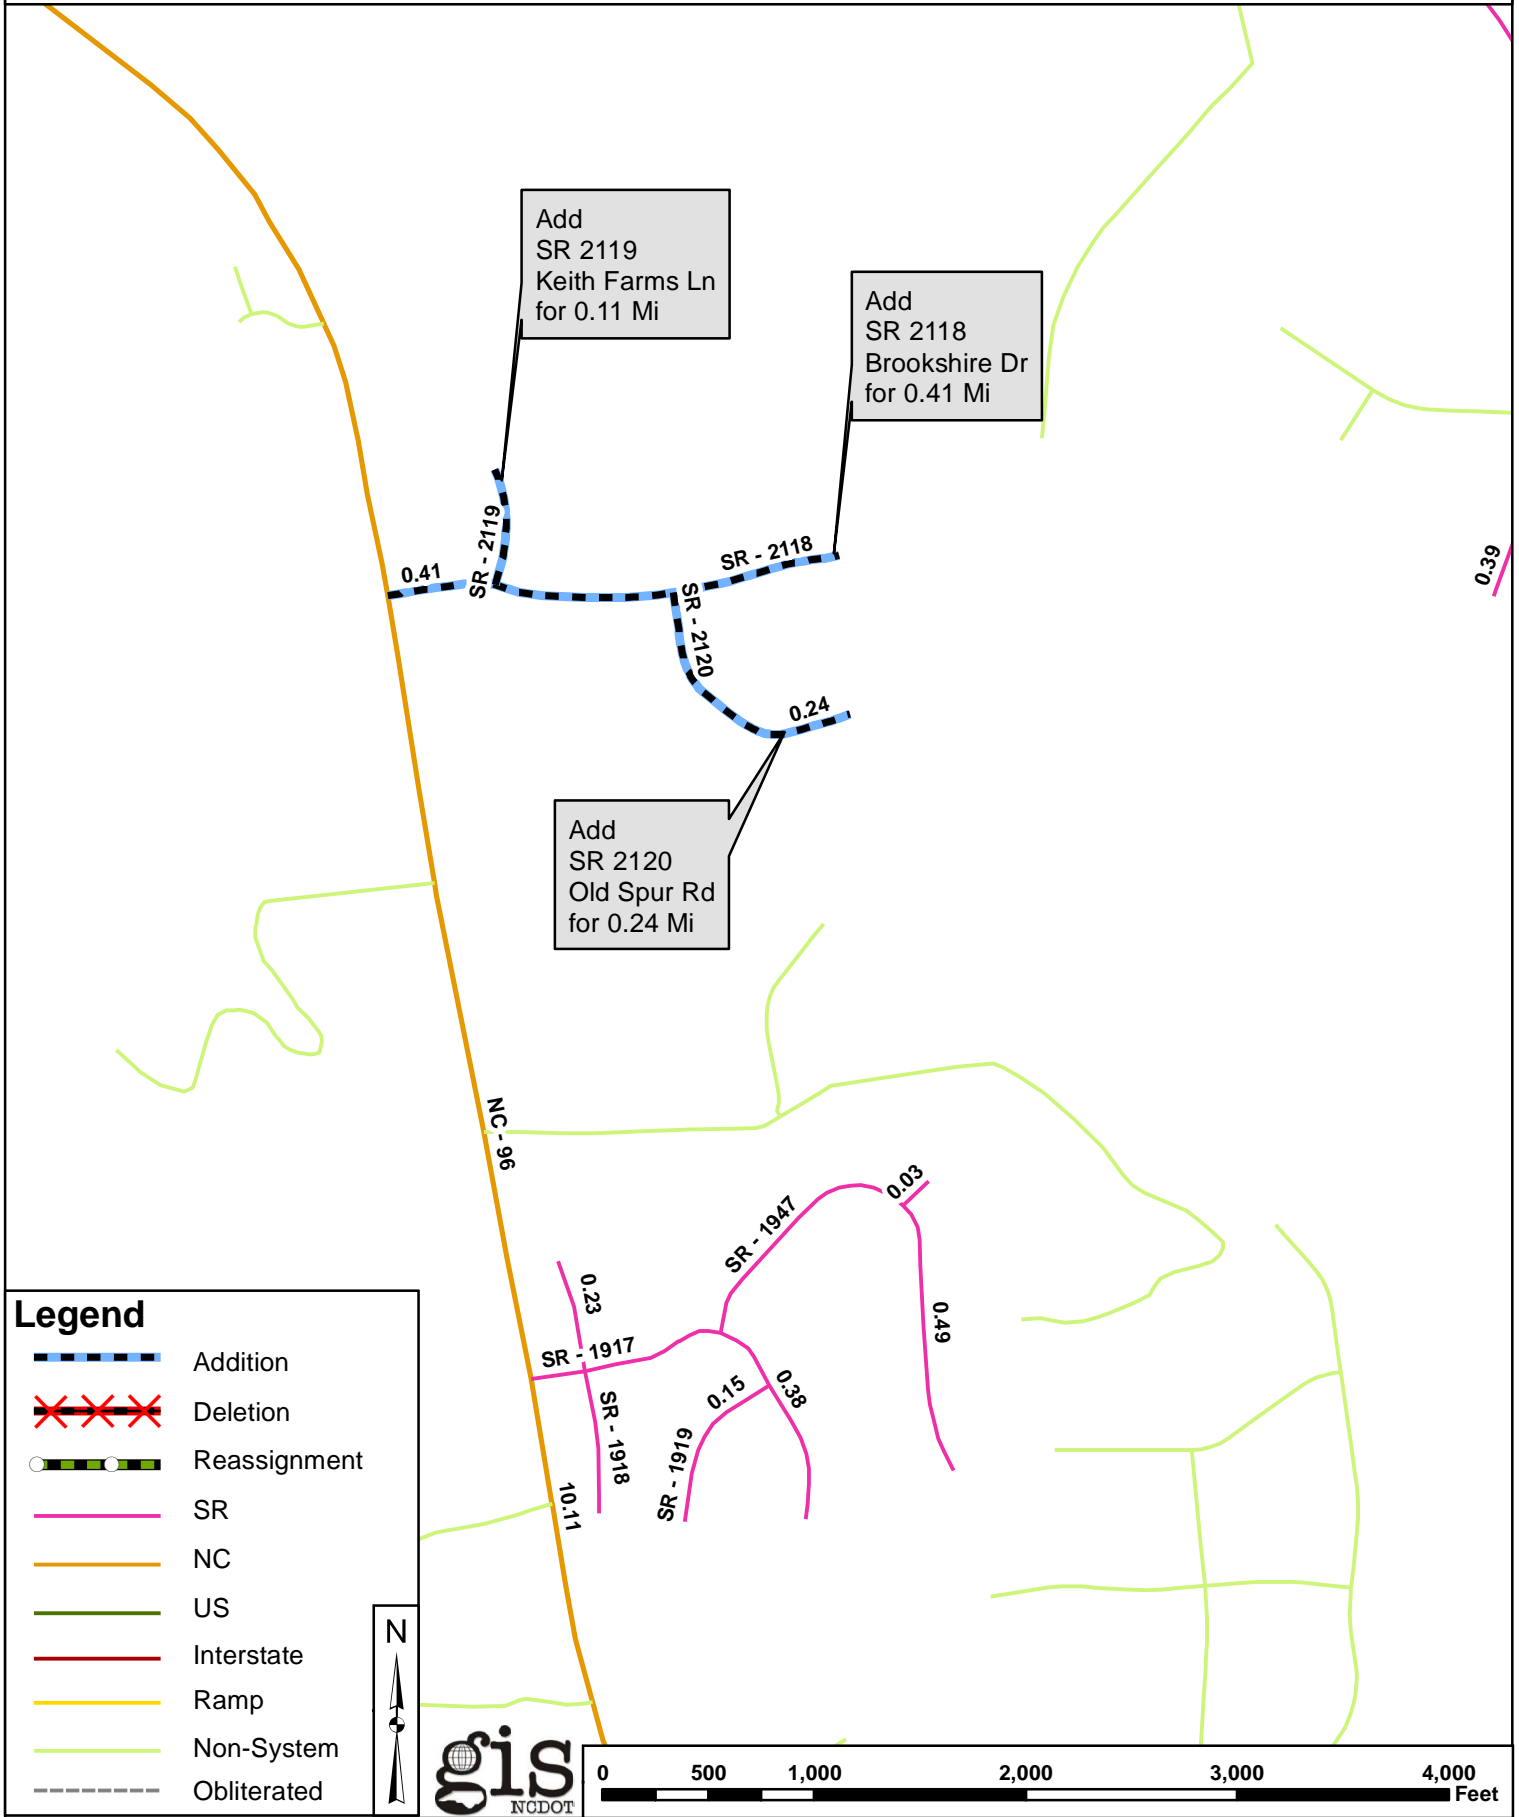 Add
SR 2119
Keith Farms Ln
for 0.11 Mi
Add
SR 2118
Brookshire Dr
for 0.41 Mi
SR - 2119
SR - 2118
0.41
0.39
SR - 2120
0.24
Add
SR 2120
Old Spur Rd
for 0.24 Mi
NC - 96
0.03
SR - 1947
0.23
0.49
SR - 1917
0.15
0.38
SR - 1918
SR - 1919
10.11
Legend
Addition
Deletion
Reassignment
SR
NC
US
Interstate
Ramp
Non-System
Obliterated
N
gis
NCDOT
0 500 1,000 2,000 3,000 4,000
Feet